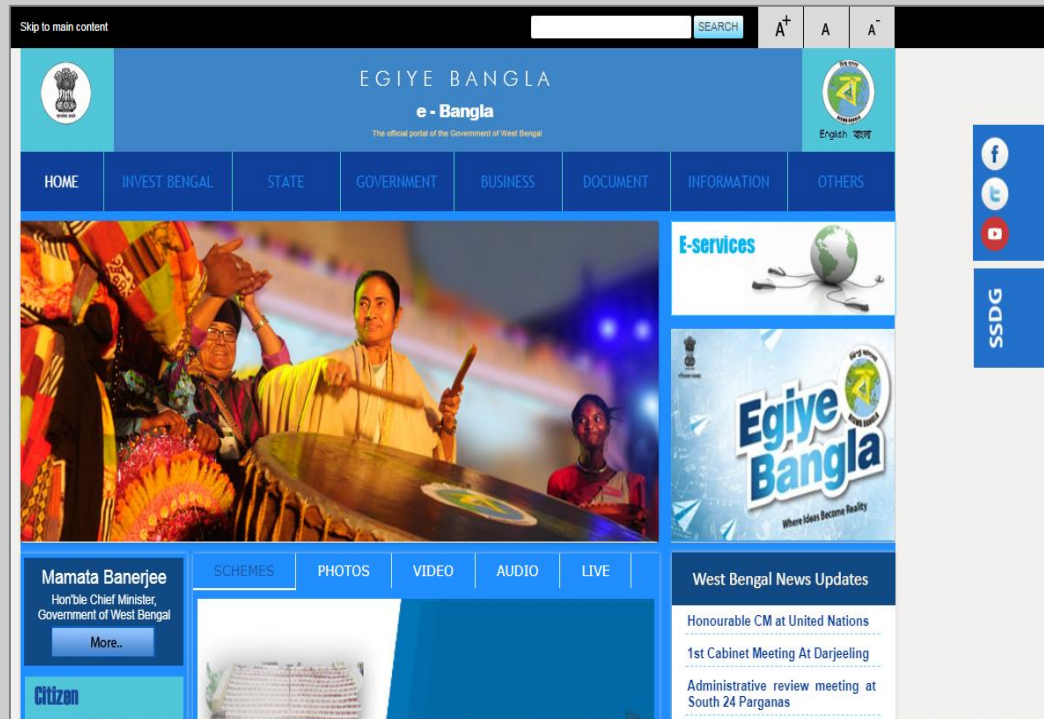 Skip to main content
SEARCH
A+
A
A-
EGIYE BANGLA
e - Bangla
The official portal of the Government of West Bengal
English বাংলা
HOME
INVEST BENGAL
STATE
GOVERNMENT
BUSINESS
DOCUMENT
INFORMATION
OTHERS
E-services
SSDG
Egiye
Bangla
Where Ideas Become Reality
Mamata Banerjee
Hon'ble Chief Minister,
Government of West Bengal
More..
Citizen
SCHEMES
PHOTOS
VIDEO
AUDIO
LIVE
West Bengal News Updates
Honourable CM at United Nations
1st Cabinet Meeting At Darjeeling
Administrative review meeting at
South 24 Parganas